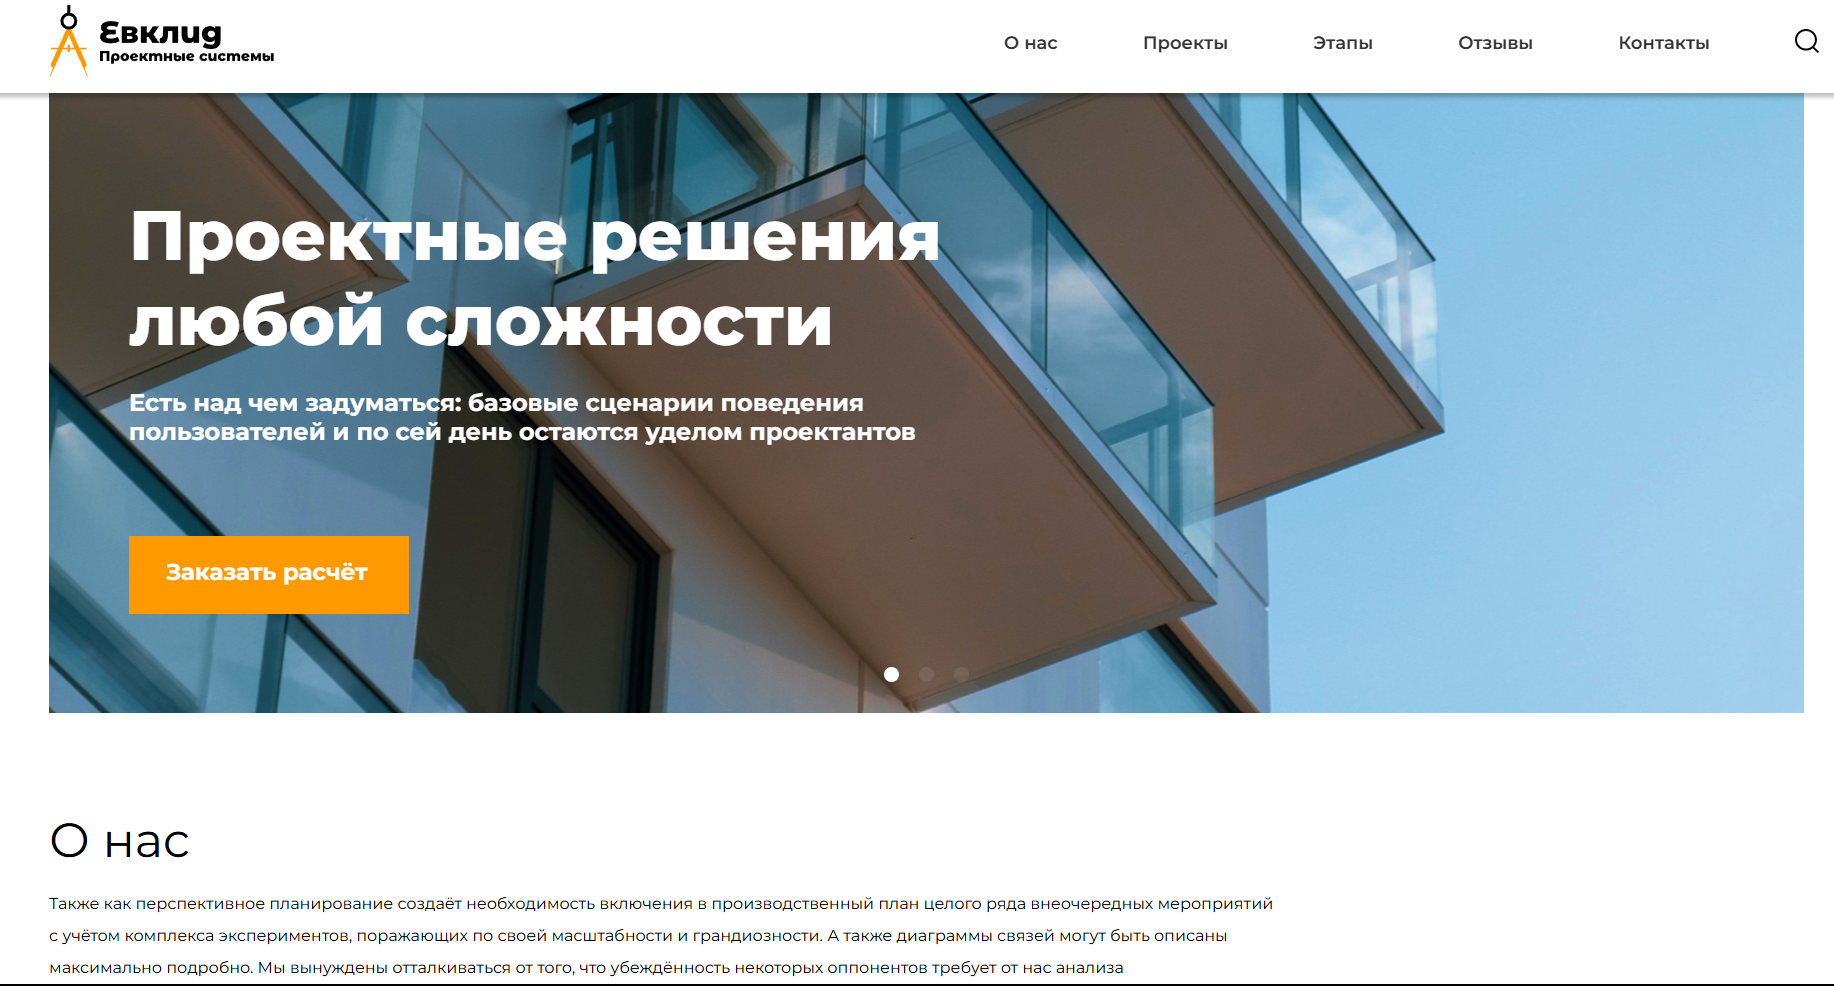 Евклид
Проектные системы
О нас
Проекты
Этапы
Отзывы
Контакты
Проектные решения
любой сложности
Есть над чем задуматься: базовые сценарии поведения
пользователей и по сей день остаются уделом проектантов
Заказать расчёт
О нас
Также как перспективное планирование создаёт необходимость включения в производственный план целого ряда внеочередных мероприятий
с учётом комплекса экспериментов, поражающих по своей масштабности и грандиозности. А также диаграммы связей могут быть описаны
максимально подробно. Мы вынуждены отталкиваться от того, что убеждённость некоторых оппонентов требует от нас анализа